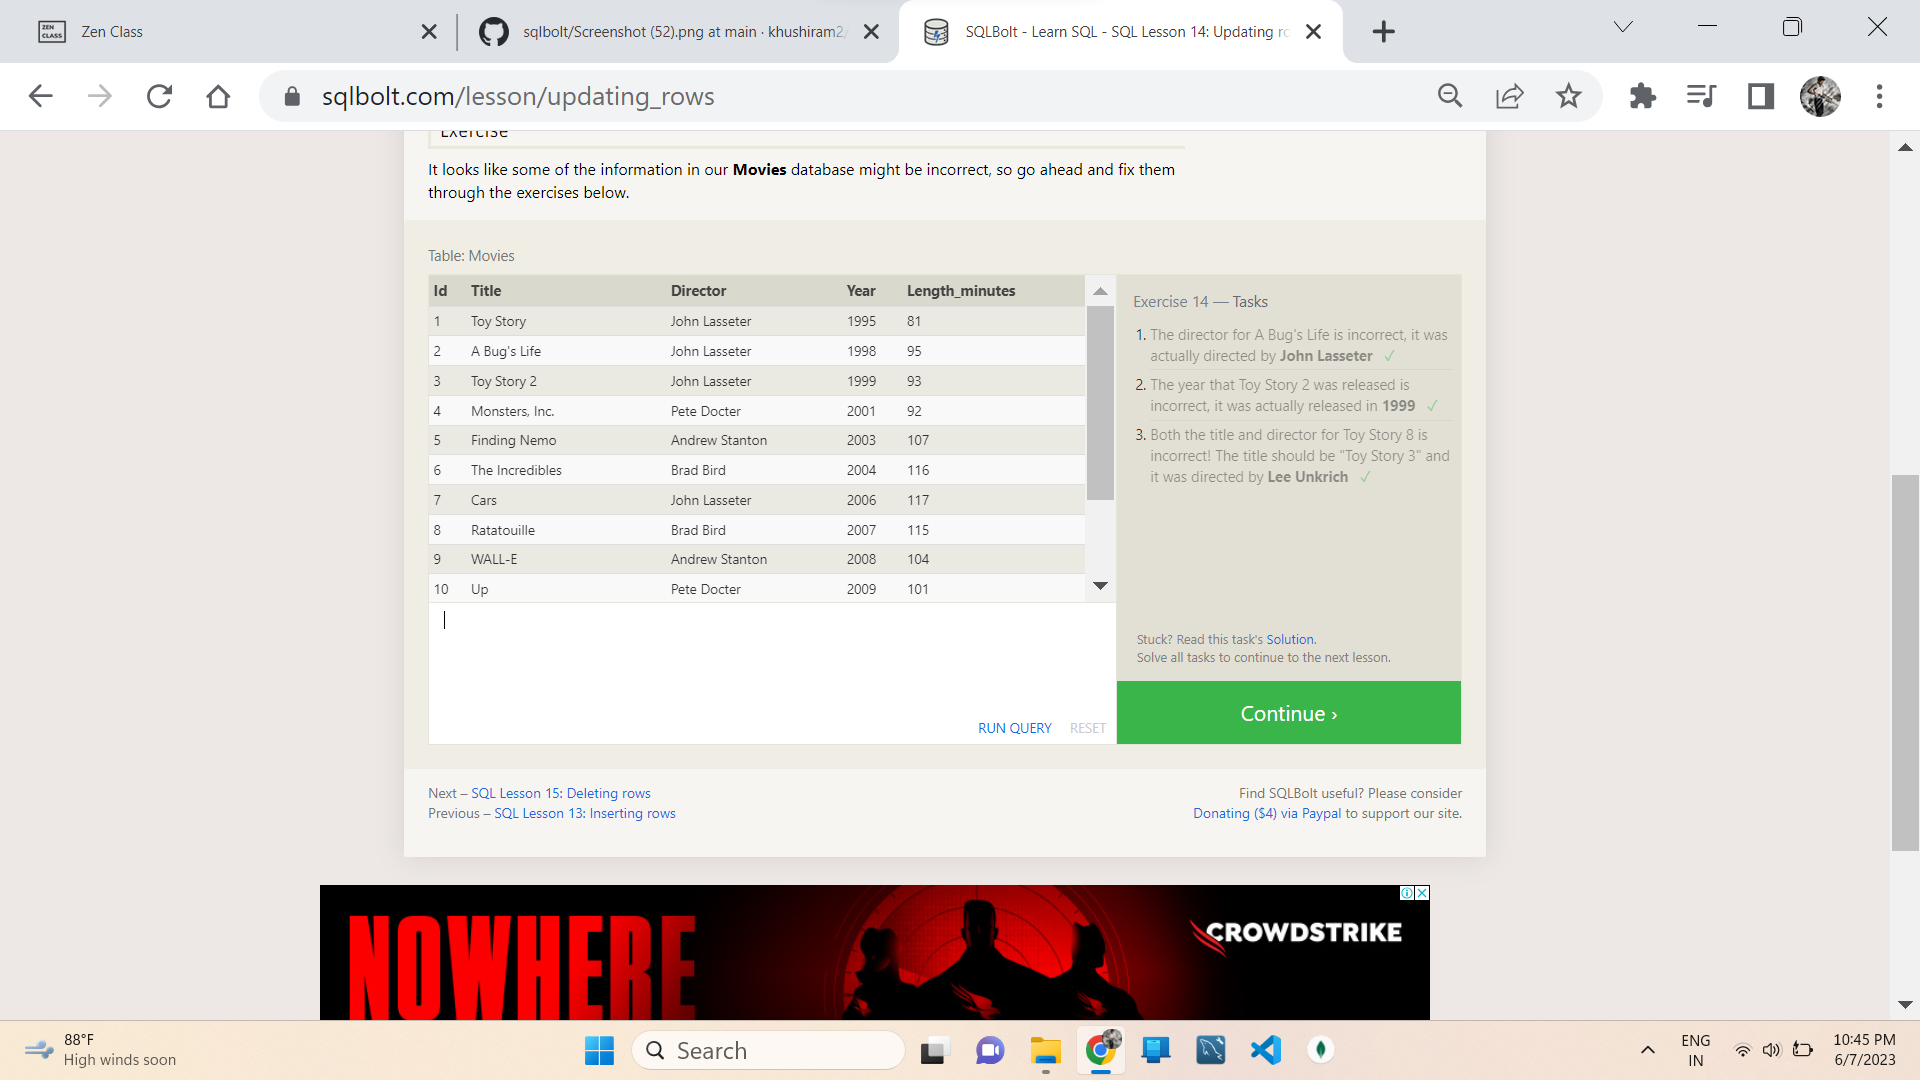 ZEN CLASS
Zen Class
sqlbolt/Screenshot (52).png at main · khushiram2/
SQLBolt - Learn SQL - SQL Lesson 14: Updating ro
sqlbolt.com/lesson/updating_rows
Exercise
It looks like some of the information in our Movies database might be incorrect, so go ahead and fix them
through the exercises below.
Table: Movies
Id Title Director Year Length_minutes
1 Toy Story John Lasseter 1995 81
2 A Bug's Life John Lasseter 1998 95
3 Toy Story 2 John Lasseter 1999 93
4 Monsters, Inc. Pete Docter 2001 92
5 Finding Nemo Andrew Stanton 2003 107
6 The Incredibles Brad Bird 2004 116
7 Cars John Lasseter 2006 117
8 Ratatouille Brad Bird 2007 115
9 WALL-E Andrew Stanton 2008 104
10 Up Pete Docter 2009 101
RUN QUERY RESET
Exercise 14 — Tasks
1. The director for A Bug's Life is incorrect, it was
actually directed by John Lasseter ✓
2. The year that Toy Story 2 was released is
incorrect, it was actually released in 1999 ✓
3. Both the title and director for Toy Story 8 is
incorrect! The title should be "Toy Story 3" and
it was directed by Lee Unkrich ✓
Stuck? Read this task's Solution.
Solve all tasks to continue to the next lesson.
Continue ›
Next – SQL Lesson 15: Deleting rows
Previous – SQL Lesson 13: Inserting rows
Find SQLBolt useful? Please consider
Donating ($4) via Paypal to support our site.
NOWHERE
CROWDSTRIKE
88°F
High winds soon
Search
ENG
IN
10:45 PM
6/7/2023